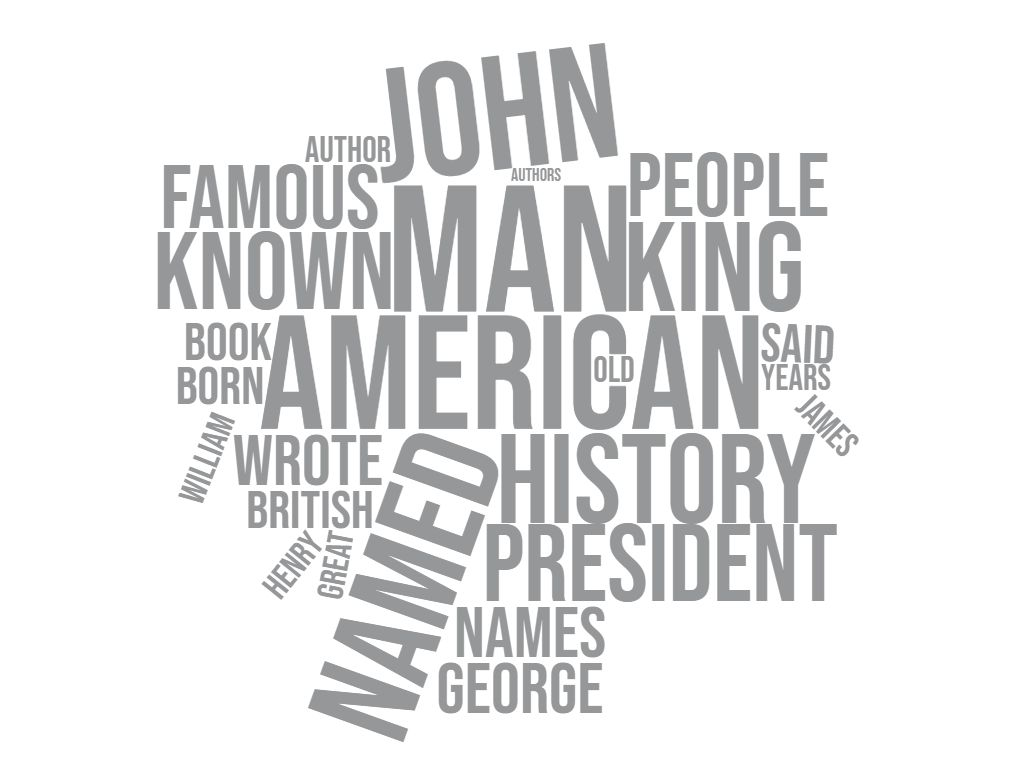 JOHN
AUTHOR
AUTHORS
FAMOUS
PEOPLE
KNOWN
MAN
KING
BOOK
AMERICAN
OLD
SAID
BORN
YEARS
JAMES
WILLIAM
WROTE
HISTORY
BRITISH
NAMED
PRESIDENT
HENRY
GREAT
NAMES
GEORGE